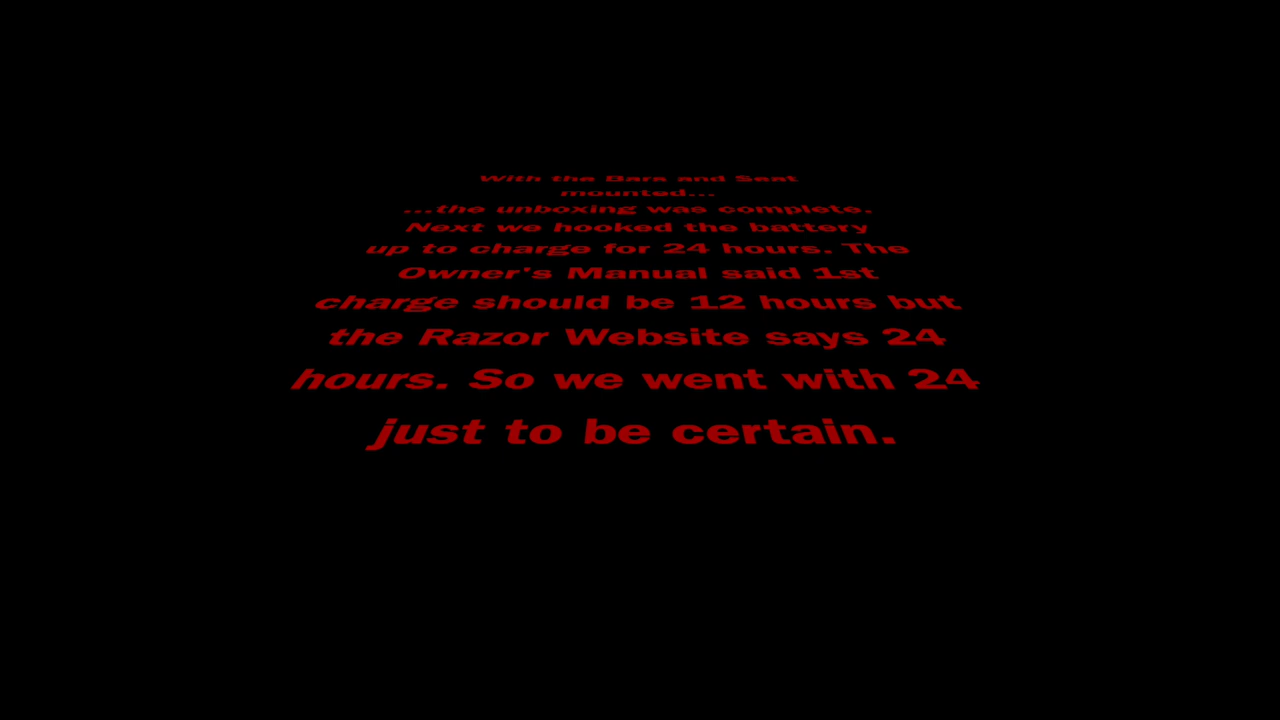 With the Bars and Seat
mounted...
...the unboxing was complete.
Next we hooked the battery
up to charge for 24 hours. The
Owner's Manual said 1st
charge should be 12 hours but
the Razor Website says 24
hours. So we went with 24
just to be certain.